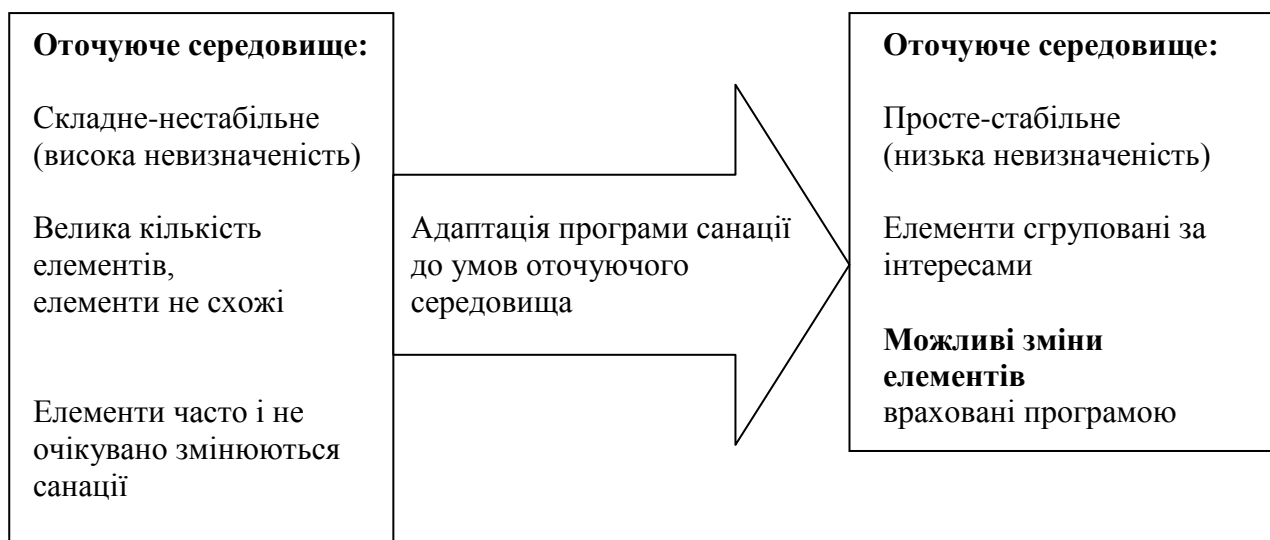 Оточуюче середовище:
Складне-нестабільне
(висока невизначеність)
Велика кількість
елементів,
елементи не схожі
Елементи часто і не
очікувано змінюються
санації
Адаптація програми санації
до умов оточуючого
середовища
Оточуюче середовище:
Просте-стабільне
(низька невизначеність)
Елементи сгруповані за
інтересами
Можливі зміни
елементів
враховані програмою